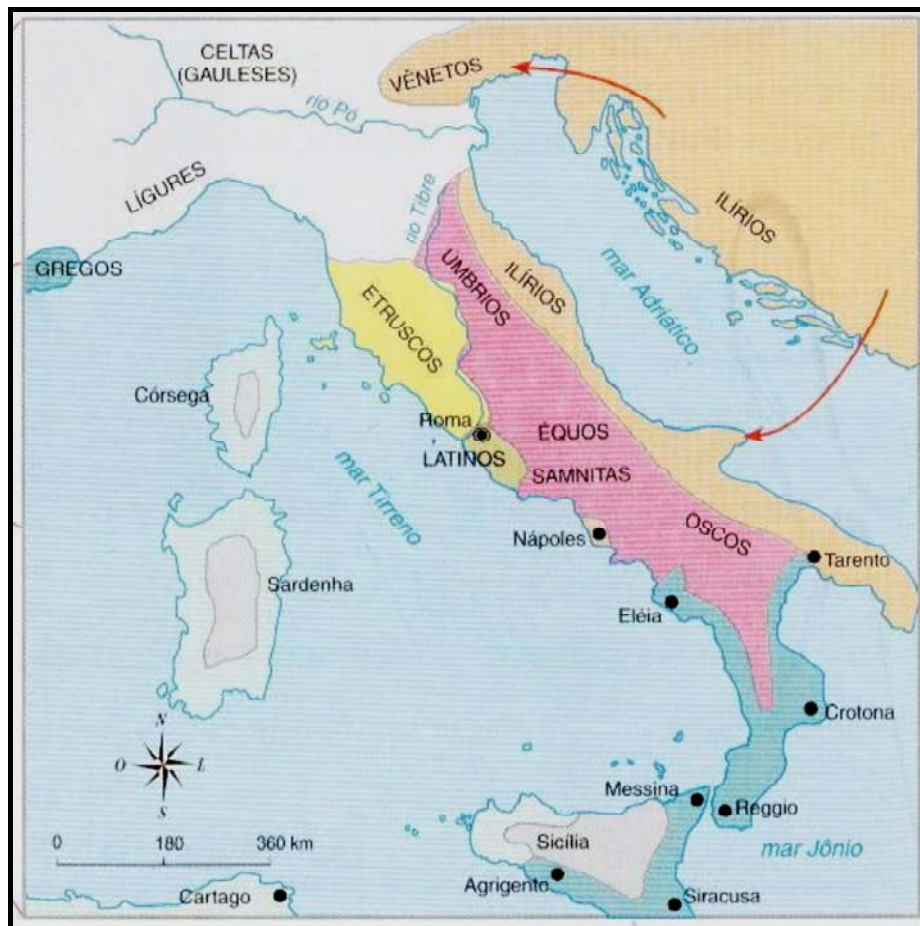 CELTAS
(GAULESES)
VÊNETOS
rio Pó
LÍGURES
rio Tibre
ILÍRIOS
GREGOS
ÚMBRIOS
ILÍRIOS
mar Adriático
ETRUSCOS
Córsega
Roma
LATINOS
ÉQUOS
SAMNITAS
mar Tirreno
Nápoles
OSCOS
Tarento
Sardenha
Eléia
Crotona
N
O
L
S
Messina
Reggio
0
180
360 km
Sicília
mar Jônio
Agrigento
Cartago
Siracusa